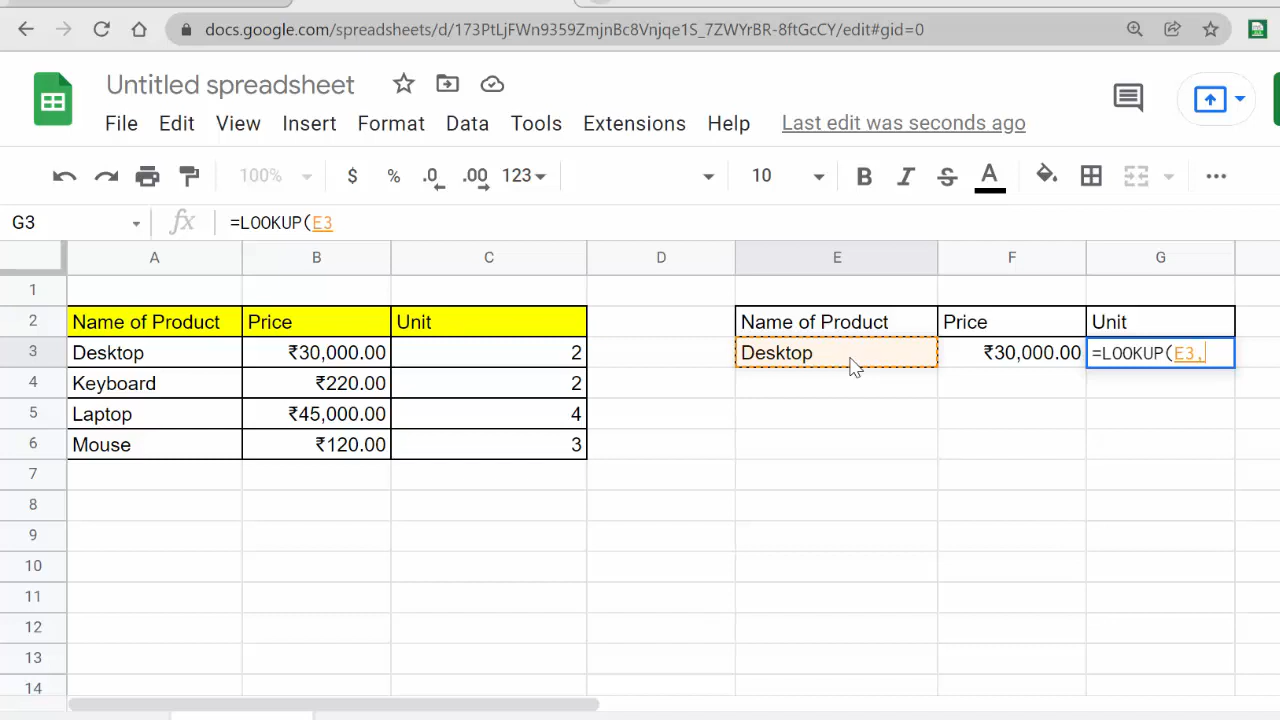 docs.google.com/spreadsheets/d/173PtLjFWn9359ZmjnBc8Vnjqe1S_7ZWYrBR-8ftGcCY/edit#gid=0
Untitled spreadsheet
File Edit View Insert Format Data Tools Extensions Help Last edit was seconds ago
100% $ % .0 .00 123 10 B I S A
G3 fx =LOOKUP(E3
A B C D E F G
1
2 Name of Product Price Unit Name of Product Price Unit
3 Desktop ₹30,000.00 2 Desktop ₹30,000.00 =LOOKUP(E3,
4 Keyboard ₹220.00 2
5 Laptop ₹45,000.00 4
6 Mouse ₹120.00 3
7
8
9
10
11
12
13
14